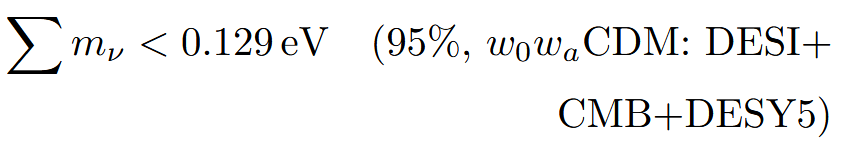 ∑ m_ν < 0.129 eV (95%, w_0w_aCDM: DESI+
CMB+DESY5)